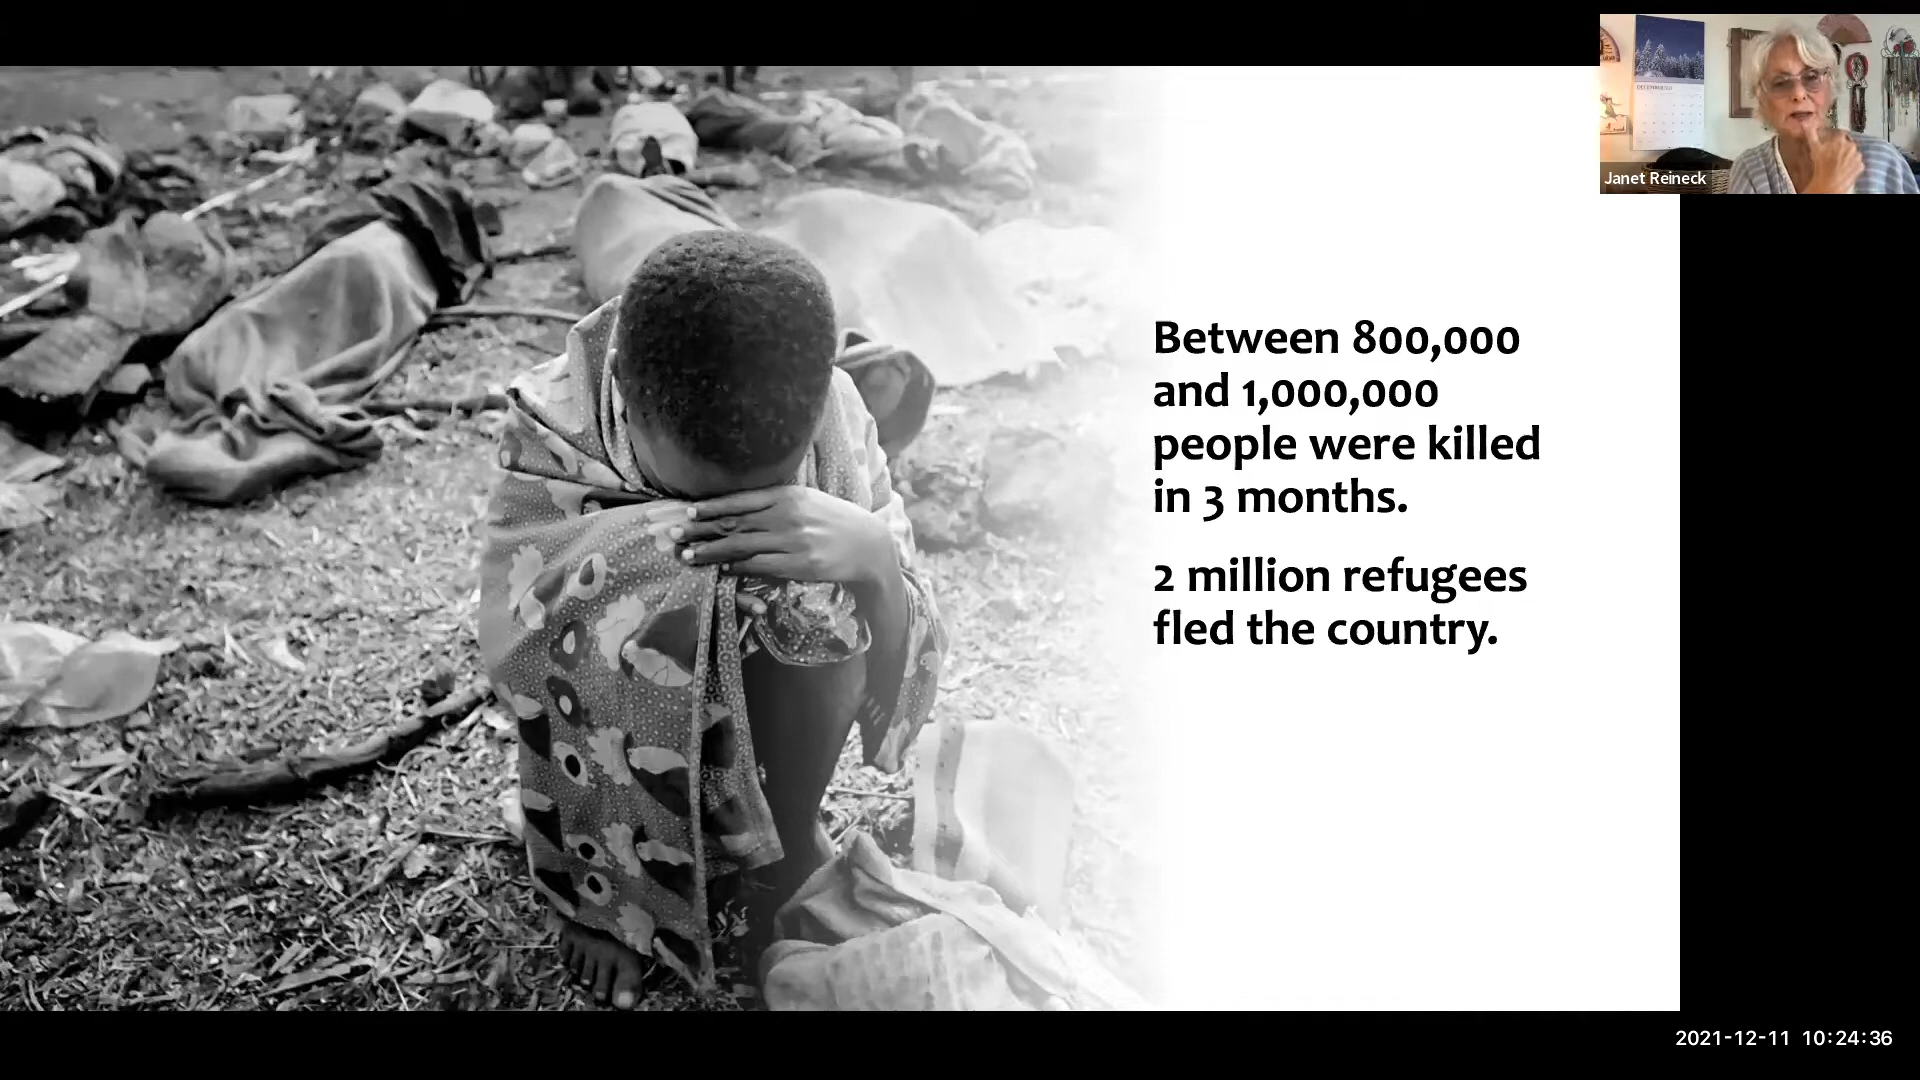 DECEMBER
Janet Reineck
Between 800,000
and 1,000,000
people were killed
in 3 months.
2 million refugees
fled the country.
2021-12-11 10:24:36